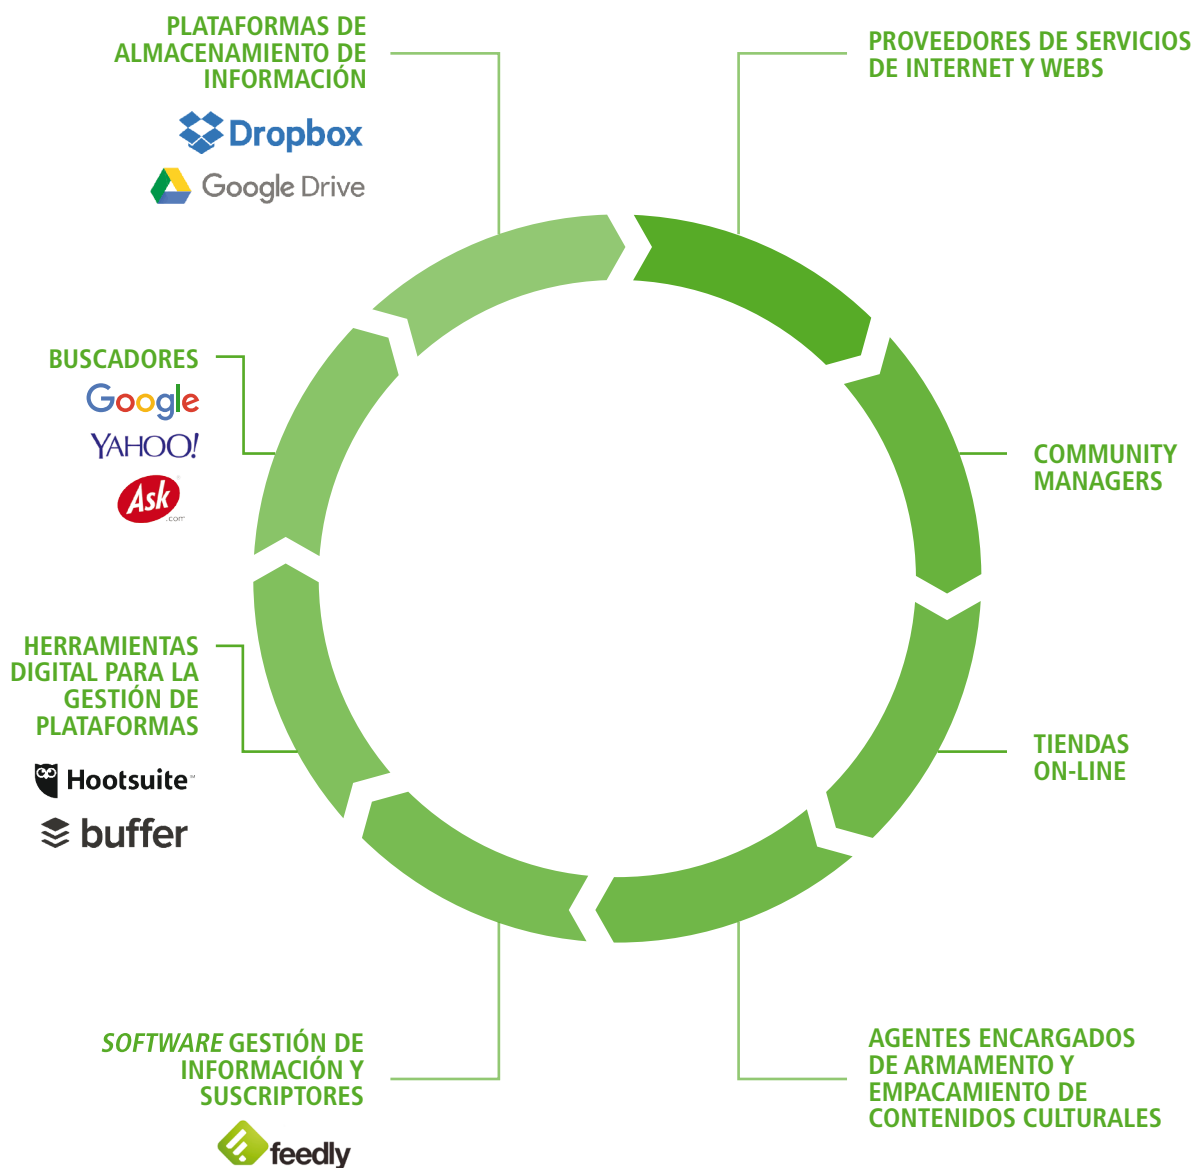 PLATAFORMAS DE
ALMACENAMIENTO DE
INFORMACIÓN
Dropbox
Google Drive
PROVEEDORES DE SERVICIOS
DE INTERNET Y WEBS
BUSCADORES
Google
YAHOO!
Ask
.com
COMMUNITY
MANAGERS
HERRAMIENTAS
DIGITAL PARA LA
GESTIÓN DE
PLATAFORMAS
Hootsuite™
buffer
TIENDAS
ON-LINE
SOFTWARE GESTIÓN DE
INFORMACIÓN Y
SUSCRIPTORES
feedly
AGENTES ENCARGADOS
DE ARMAMENTO Y
EMPACAMIENTO DE
CONTENIDOS CULTURALES